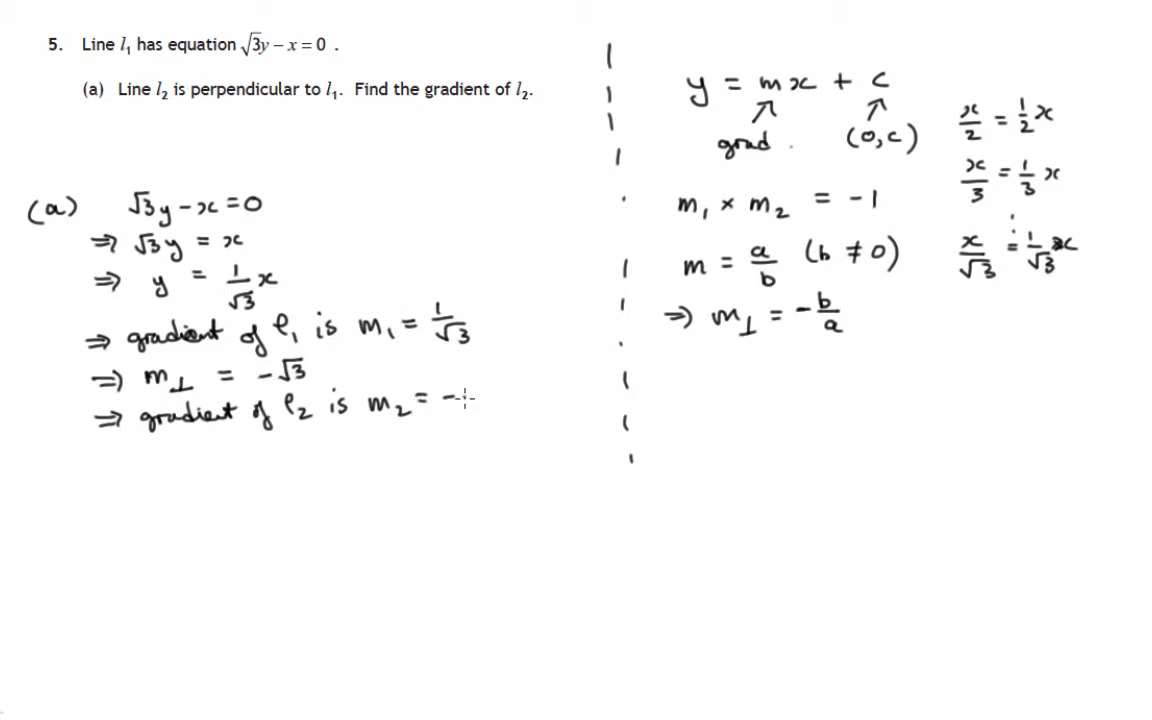 5. Line l₁ has equation √3y – x = 0 .
(a) Line l₂ is perpendicular to l₁. Find the gradient of l₂.
(a) √3y - x = 0
⇒ √3y = x
⇒ y = 1/√3 x
⇒ gradient of l₁ is m₁ = 1/√3
⇒ m⊥ = -√3
⇒ gradient of l₂ is m₂ = -
y = mx + c
↗ ↗
grad . (0,c)
m₁ × m₂ = -1
m = a/b (b ≠ 0)
⇒ m⊥ = -b/a
x/2 = 1/2 x
x/3 = 1/3 x
x/√3 = 1/√3 x